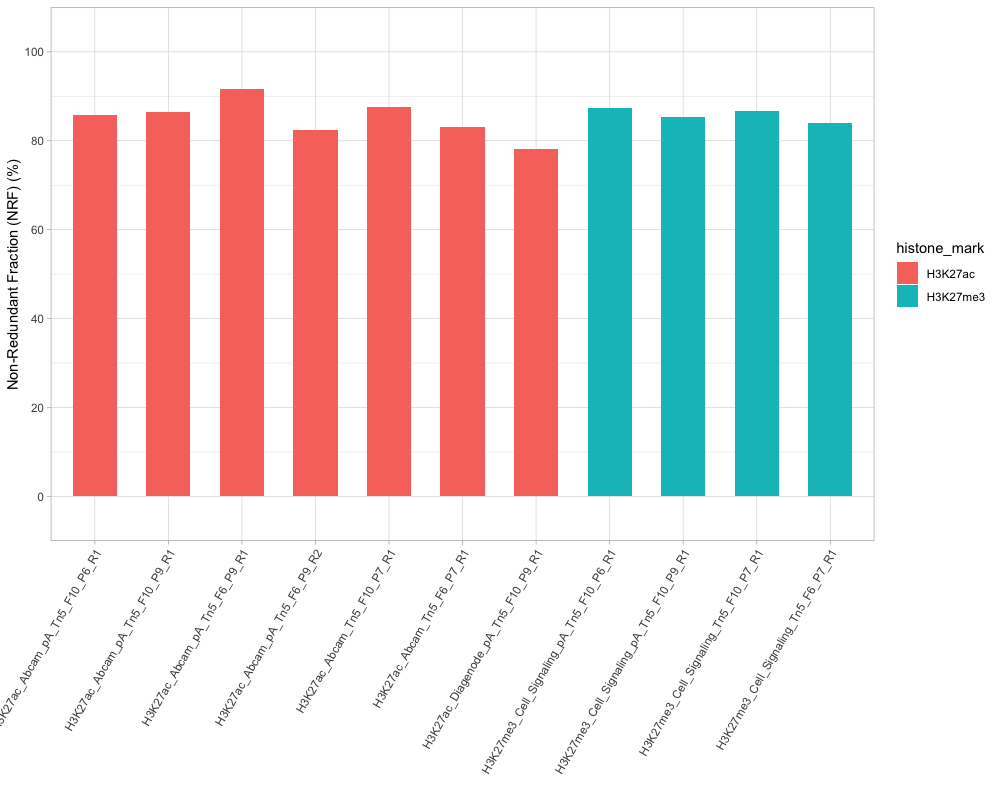 Non-Redundant Fraction (NRF) (%)
100
80
60
40
20
0
3K27ac_Abcam_pA_Tn5_F10_P6_R1
H3K27ac_Abcam_pA_Tn5_F10_P9_R1
H3K27ac_Abcam_pA_Tn5_F6_P9_R1
H3K27ac_Abcam_pA_Tn5_F6_P9_R2
H3K27ac_Abcam_Tn5_F10_P7_R1
H3K27ac_Abcam_Tn5_F6_P7_R1
H3K27ac_Diagenode_pA_Tn5_F10_P9_R1
H3K27me3_Cell_Signaling_pA_Tn5_F10_P6_R1
H3K27me3_Cell_Signaling_pA_Tn5_F10_P9_R1
H3K27me3_Cell_Signaling_Tn5_F10_P7_R1
H3K27me3_Cell_Signaling_Tn5_F6_P7_R1
histone_mark
H3K27ac
H3K27me3